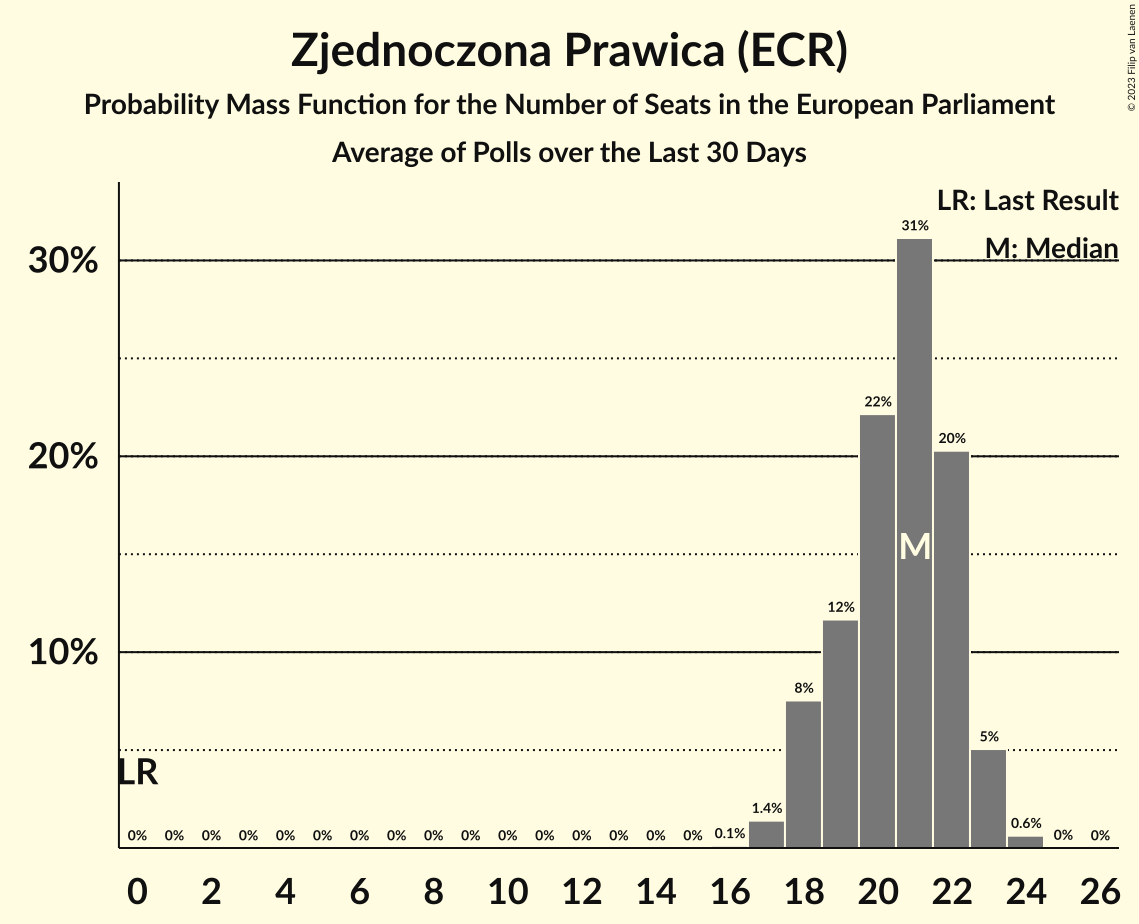 Zjednoczona Prawica (ECR)
Probability Mass Function for the Number of Seats in the European Parliament
Average of Polls over the Last 30 Days
© 2023 Filip van Laenen
LR: Last Result
M: Median
30%
20%
10%
31%
22%
20%
12%
8%
5%
1.4%
0.6%
0.1%
M
LR
0% 0% 0% 0% 0% 0% 0% 0% 0% 0% 0% 0% 0% 0% 0% 0% 0% 0%
0 2 4 6 8 10 12 14 16 18 20 22 24 26